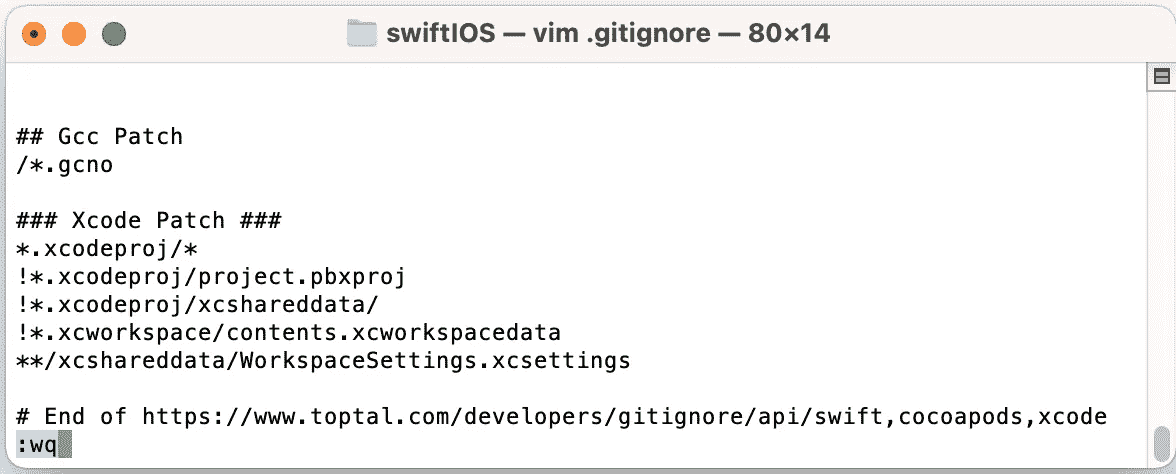 swiftIOS — vim .gitignore — 80×14
## Gcc Patch
/*.gcno
### Xcode Patch ###
*.xcodeproj/*
!*.xcodeproj/project.pbxproj
!*.xcodeproj/xcshareddata/
!*.xcworkspace/contents.xcworkspacedata
**/xcshareddata/WorkspaceSettings.xcsettings
# End of https://www.toptal.com/developers/gitignore/api/swift,cocoapods,xcode
:wq